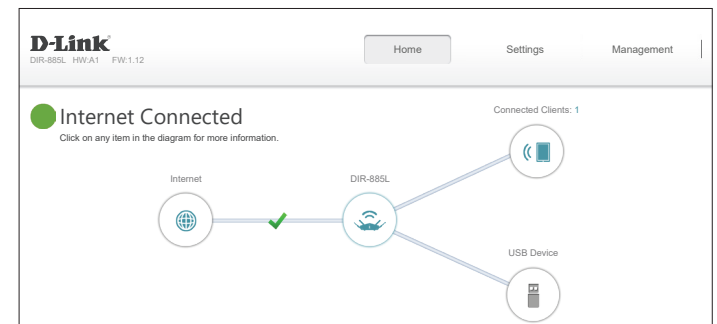 D-Link
DIR-885L HW:A1 FW:1.12
Home
Settings
Management
Internet Connected
Click on any item in the diagram for more information.
Connected Clients: 1
Internet
DIR-885L
USB Device